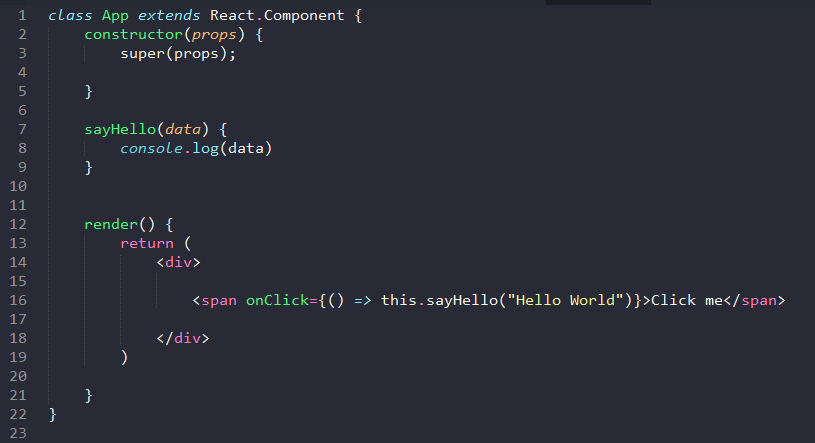 1 class App extends React.Component {
2 constructor(props) {
3 super(props);
4
5 }
6
7 sayHello(data) {
8 console.log(data)
9 }
10
11
12 render() {
13 return (
14 <div>
15
16 <span onClick={() => this.sayHello("Hello World")}>Click me</span>
17
18 </div>
19 )
20
21 }
22 }
23